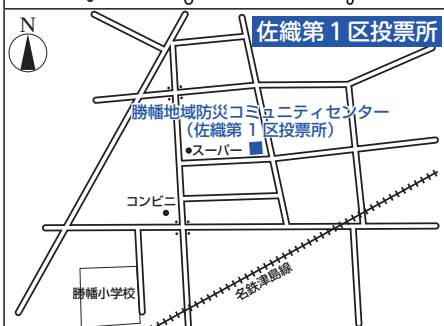 佐織第1区投票所
N
勝幡地域防災コミュニティセンター
（佐織第1区投票所）
●スーパー
コンビニ
勝幡小学校
名鉄津島線